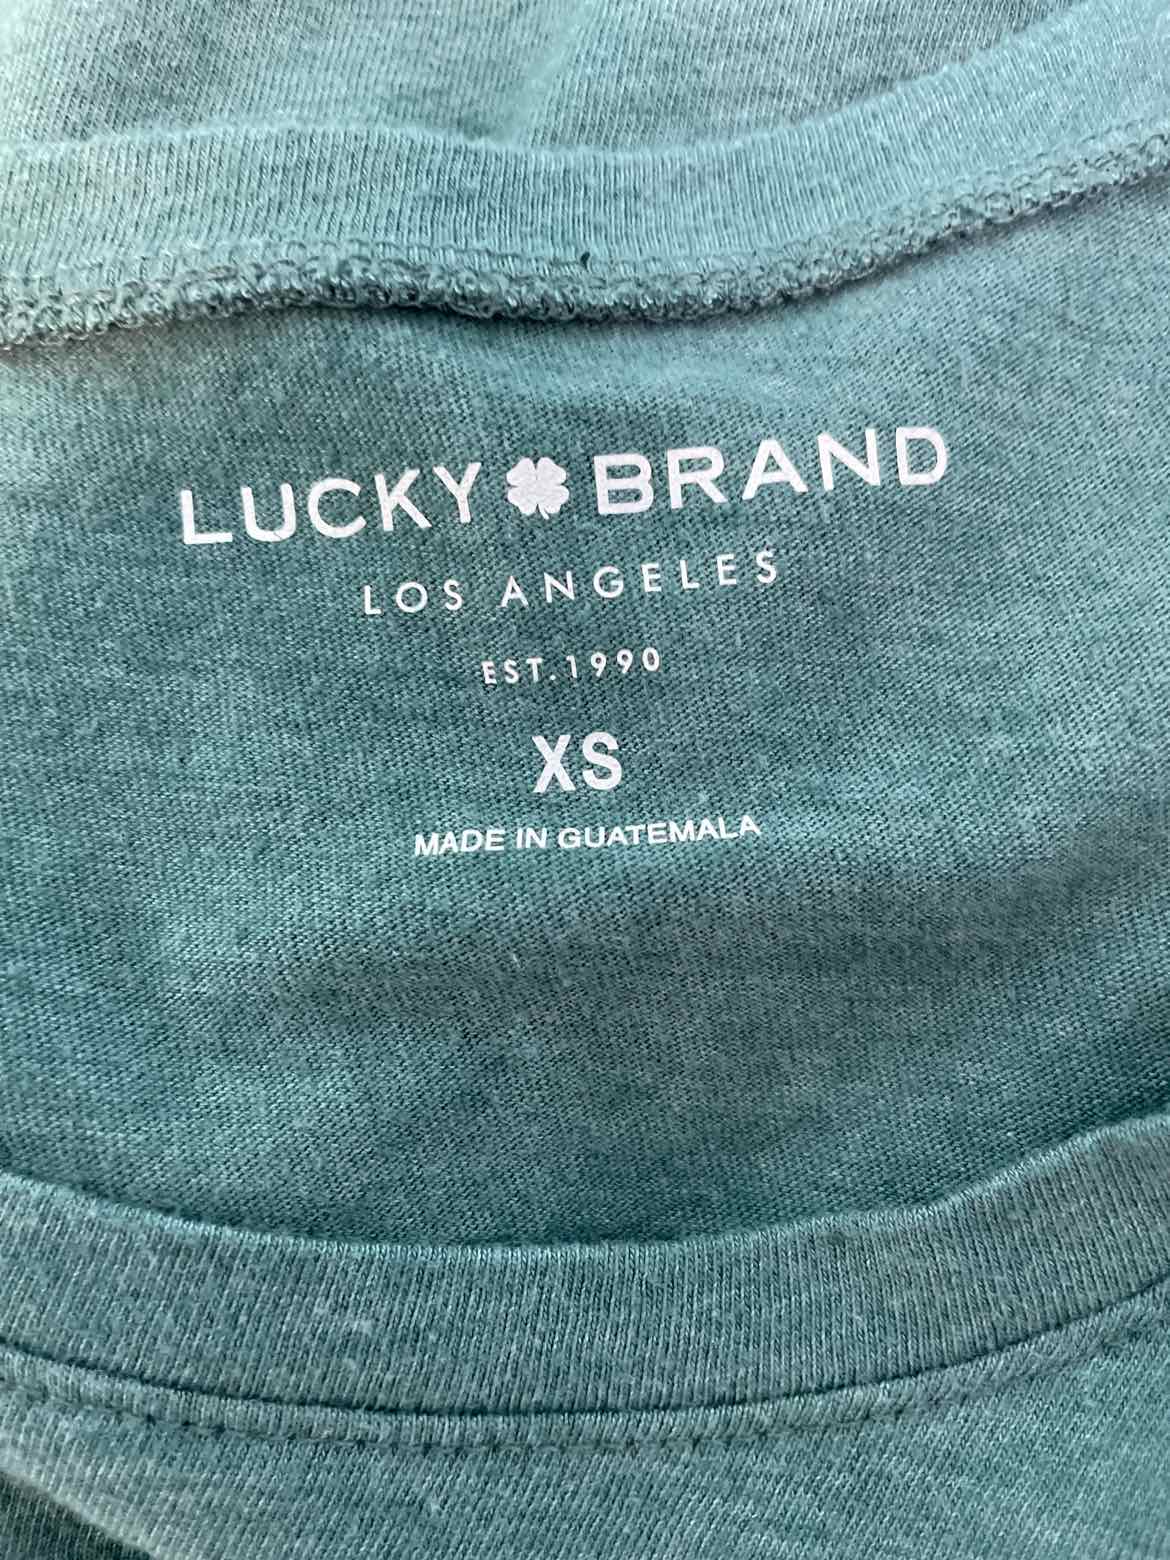 LUCKY BRAND
LOS ANGELES
EST.1990
XS
MADE IN GUATEMALA